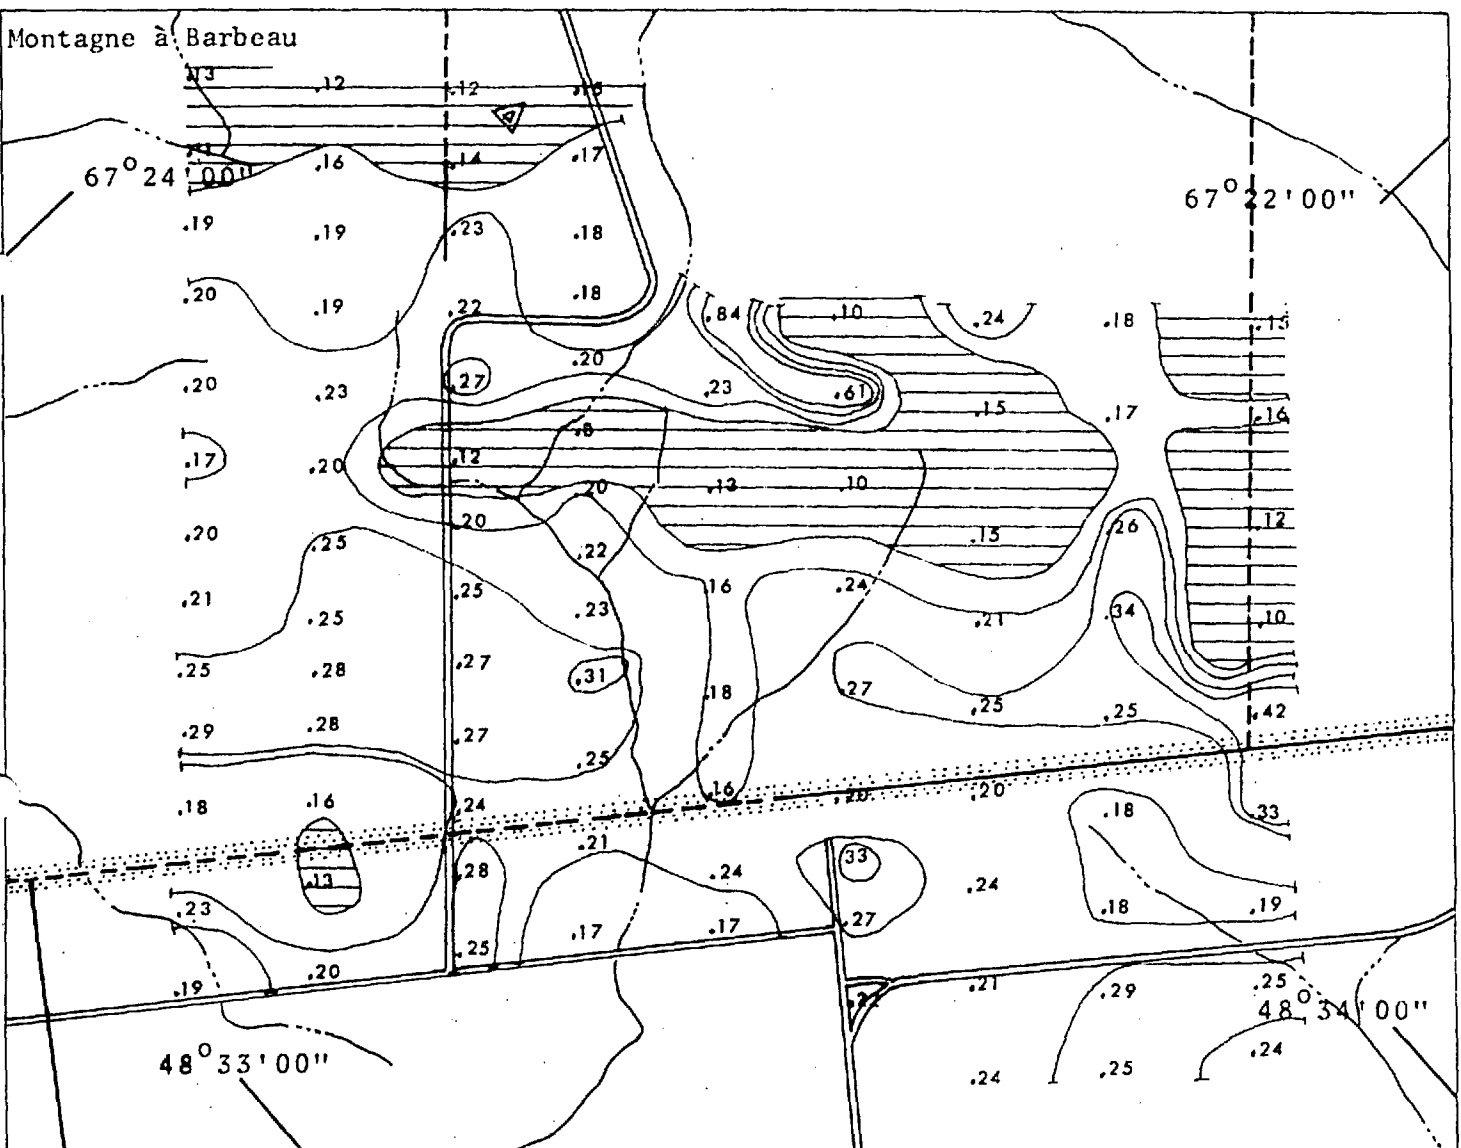 Montagne à Barbeau
.13 .12 .12 .18
.16 .14 .17
67°24'00"
67°22'00"
.19 .19 .23 .18
.20 .19 .22 .18
.84 .10 .24 .18 .15
.20 .23 .27 .20 .23 .61 .15 .17 .16
.8
.17 .20 .12 .20 .13 .10
.20 .25 .20 .22 .15 .26 .12
.21 .25 .25 .23 .16 .24 .21 .34 .10
.25 .28 .27 .31 .18 .27 .25 .25 .42
.29 .28 .27 .25
.18 .16 .24 .16 .20 .20 .18 .33
.13 .28 .21 .24 33 .24
.23 .25 .17 .17 .27 .18 .19
.19 .20 .22 .21 .29 .25
48°34'00"
48°33'00"
.24 .25 .24